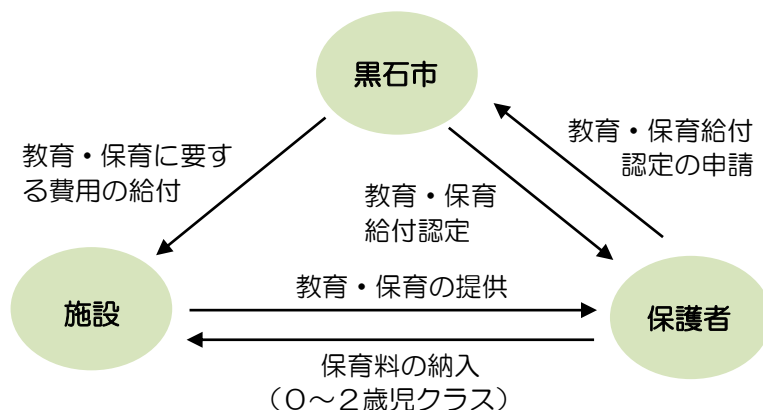 黒石市
教育・保育に要す
る費用の給付
教育・保育給付
認定の申請
教育・保育
給付認定
施設
教育・保育の提供
保護者
保育料の納入
（０～２歳児クラス）